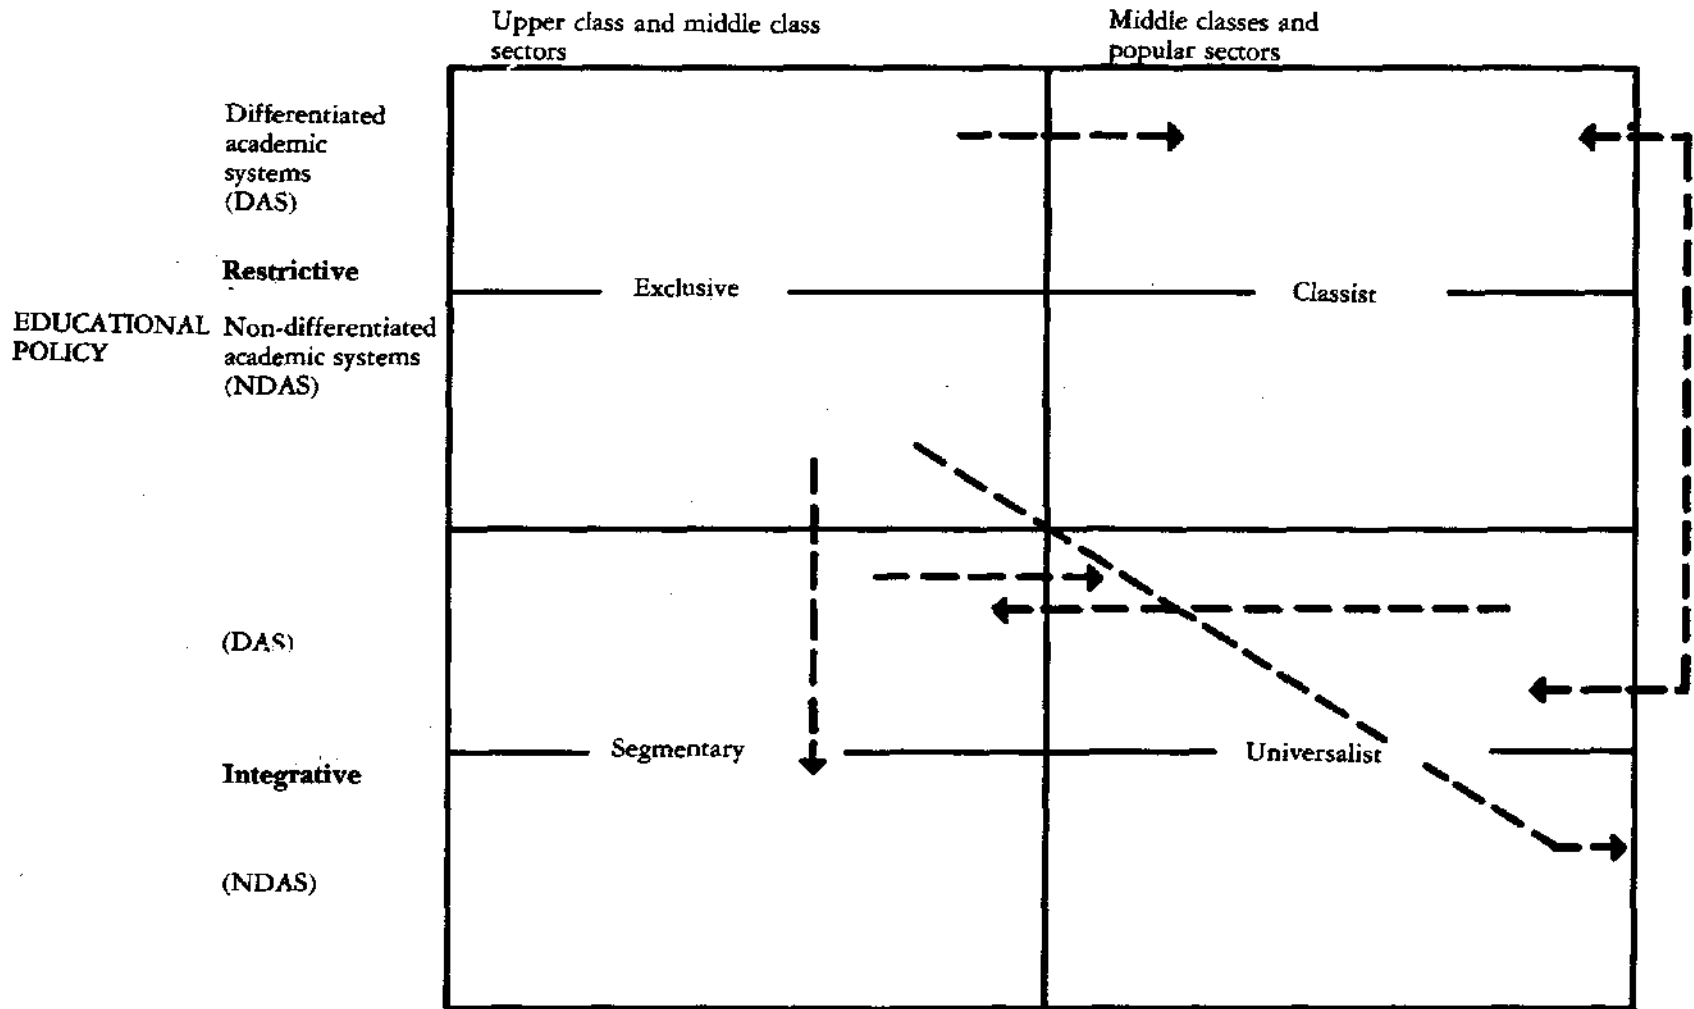 Upper class and middle class
sectors
Middle classes and
popular sectors
Differentiated
academic
systems
(DAS)
Restrictive
Exclusive
Classist
EDUCATIONAL
POLICY
Non-differentiated
academic systems
(NDAS)
(DAS)
Segmentary
Universalist
Integrative
(NDAS)